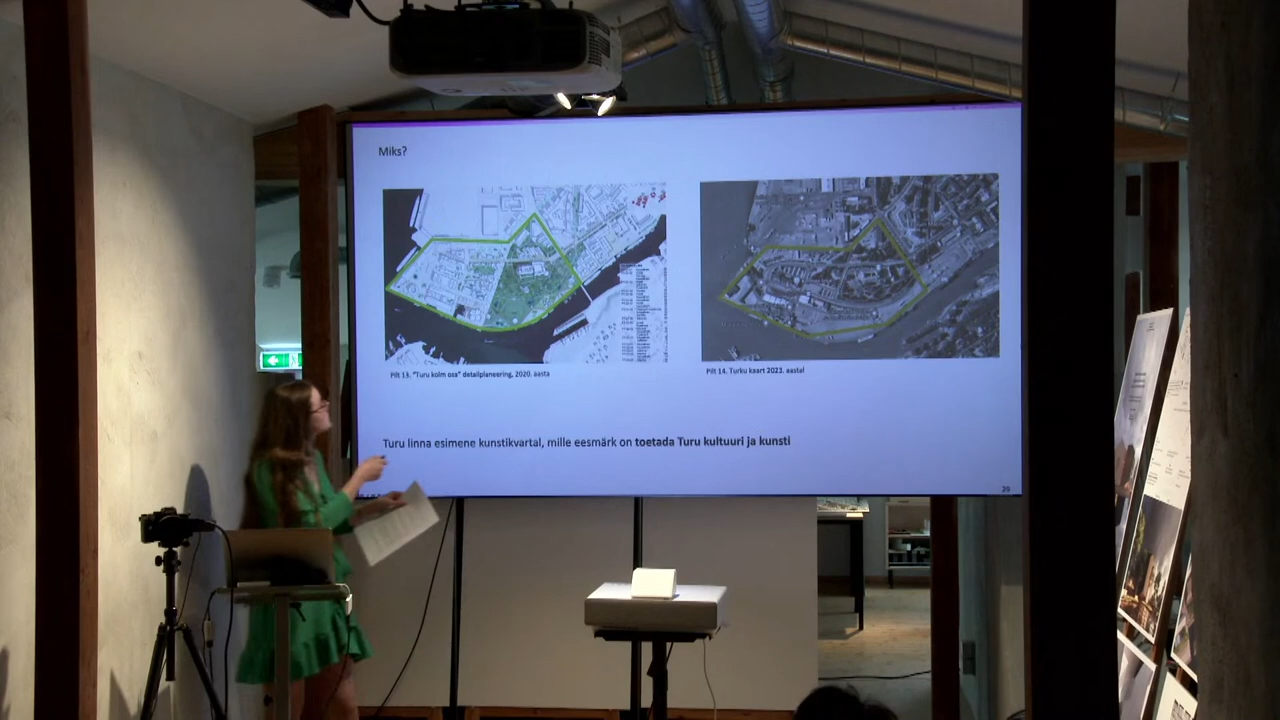 Miks?
Pilt 13. "Turu kolm osa" detailplaneering, 2020. aasta
Pilt 14. Turku kaart 2023. aastal
Turu linna esimene kunstikvartal, mille eesmärk on toetada Turu kultuuri ja kunsti